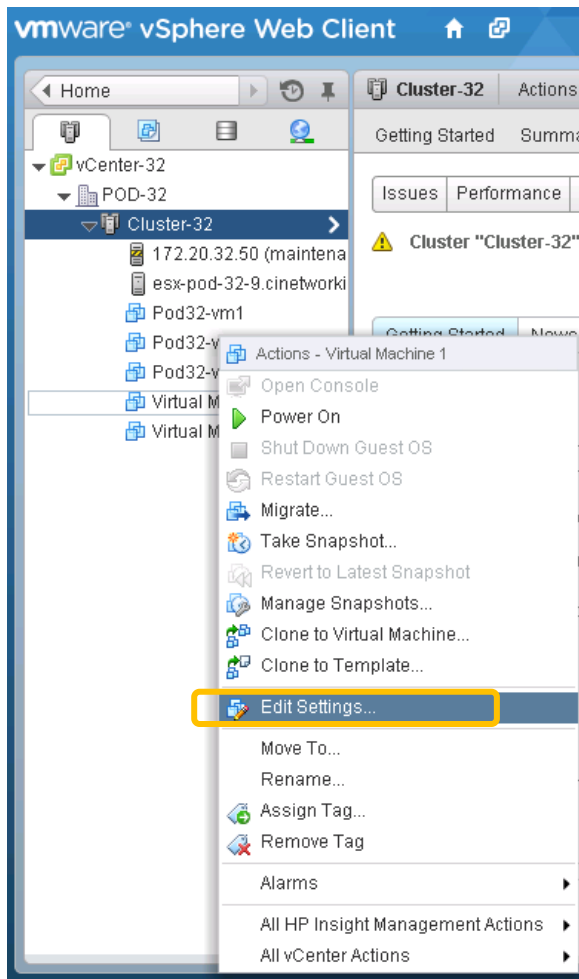 vmware® vSphere Web Client
Home
Cluster-32 Actions
Getting Started Summa
vCenter-32
POD-32
Issues Performance
Cluster-32
Cluster "Cluster-32"
172.20.32.50 (maintena
esx-pod-32-9.cinetworki
Pod32-vm1
Getting Started
Pod32-v
Actions - Virtual Machine 1
Pod32-v
Open Console
Virtual M
Power On
Virtual M
Shut Down Guest OS
Restart Guest OS
Migrate...
Take Snapshot...
Revert to Latest Snapshot
Manage Snapshots...
Clone to Virtual Machine...
Clone to Template...
Edit Settings...
Move To...
Rename...
Assign Tag...
Remove Tag
Alarms
All HP Insight Management Actions
All vCenter Actions